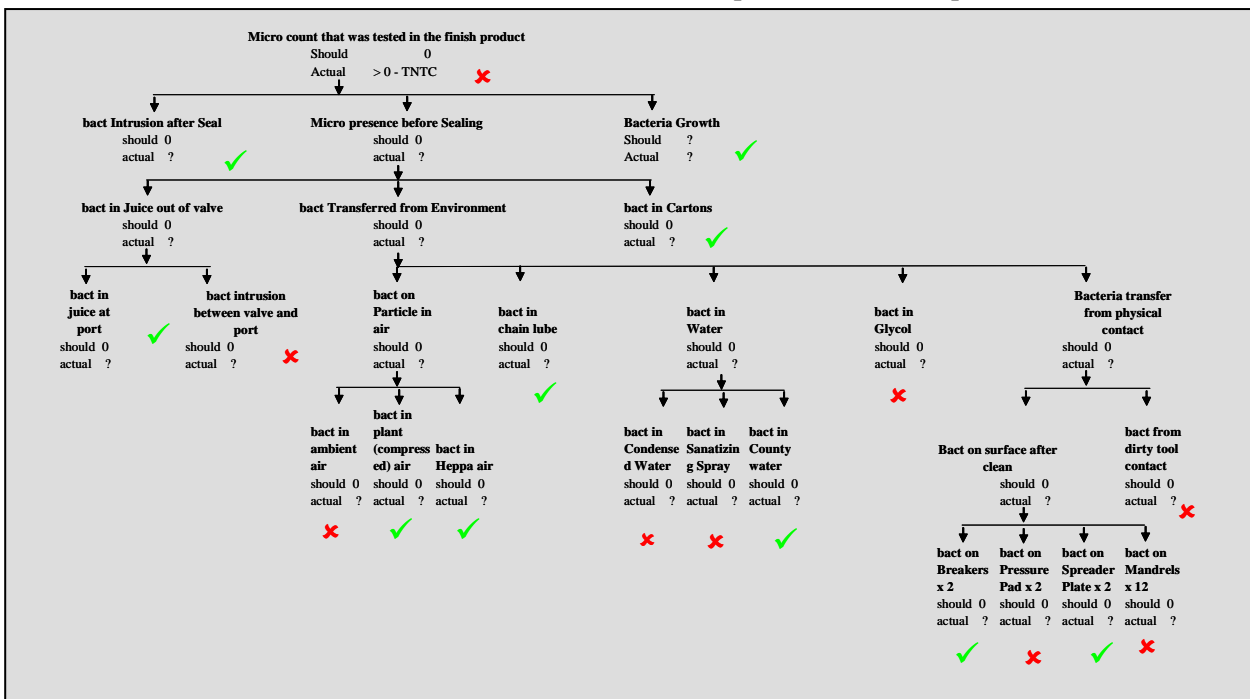 Micro count that was tested in the finish product
Should 0
Actual > 0 - TNTC
bact Intrusion after Seal
should 0
actual ?
Micro presence before Sealing
should 0
actual ?
Bacteria Growth
Should ?
Actual ?
bact in Juice out of valve
should 0
actual ?
bact Transferred from Environment
should 0
actual ?
bact in Cartons
should 0
actual ?
bact in
juice at
port
should 0
actual ?
bact intrusion
between valve and
port
should 0
actual ?
bact on
Particle in
air
should 0
actual ?
bact in
chain lube
should 0
actual ?
bact in
Water
should 0
actual ?
bact in
Glycol
should 0
actual ?
Bacteria transfer
from physical
contact
should 0
actual ?
bact in
ambient
air
should 0
actual ?
bact in
plant
(compress
ed) air
should 0
actual ?
bact in
Heppa air
should 0
actual ?
bact in
Condense
d Water
should 0
actual ?
bact in
Sanatizin
g Spray
should 0
actual ?
bact in
County
water
should 0
actual ?
Bact on surface after
clean
should 0
actual ?
bact from
dirty tool
contact
should 0
actual ?
bact on
Breakers
x 2
should 0
actual ?
bact on
Pressure
Pad x 2
should 0
actual ?
bact on
Spreader
Plate x 2
should 0
actual ?
bact on
Mandrels
x 12
should 0
actual ?